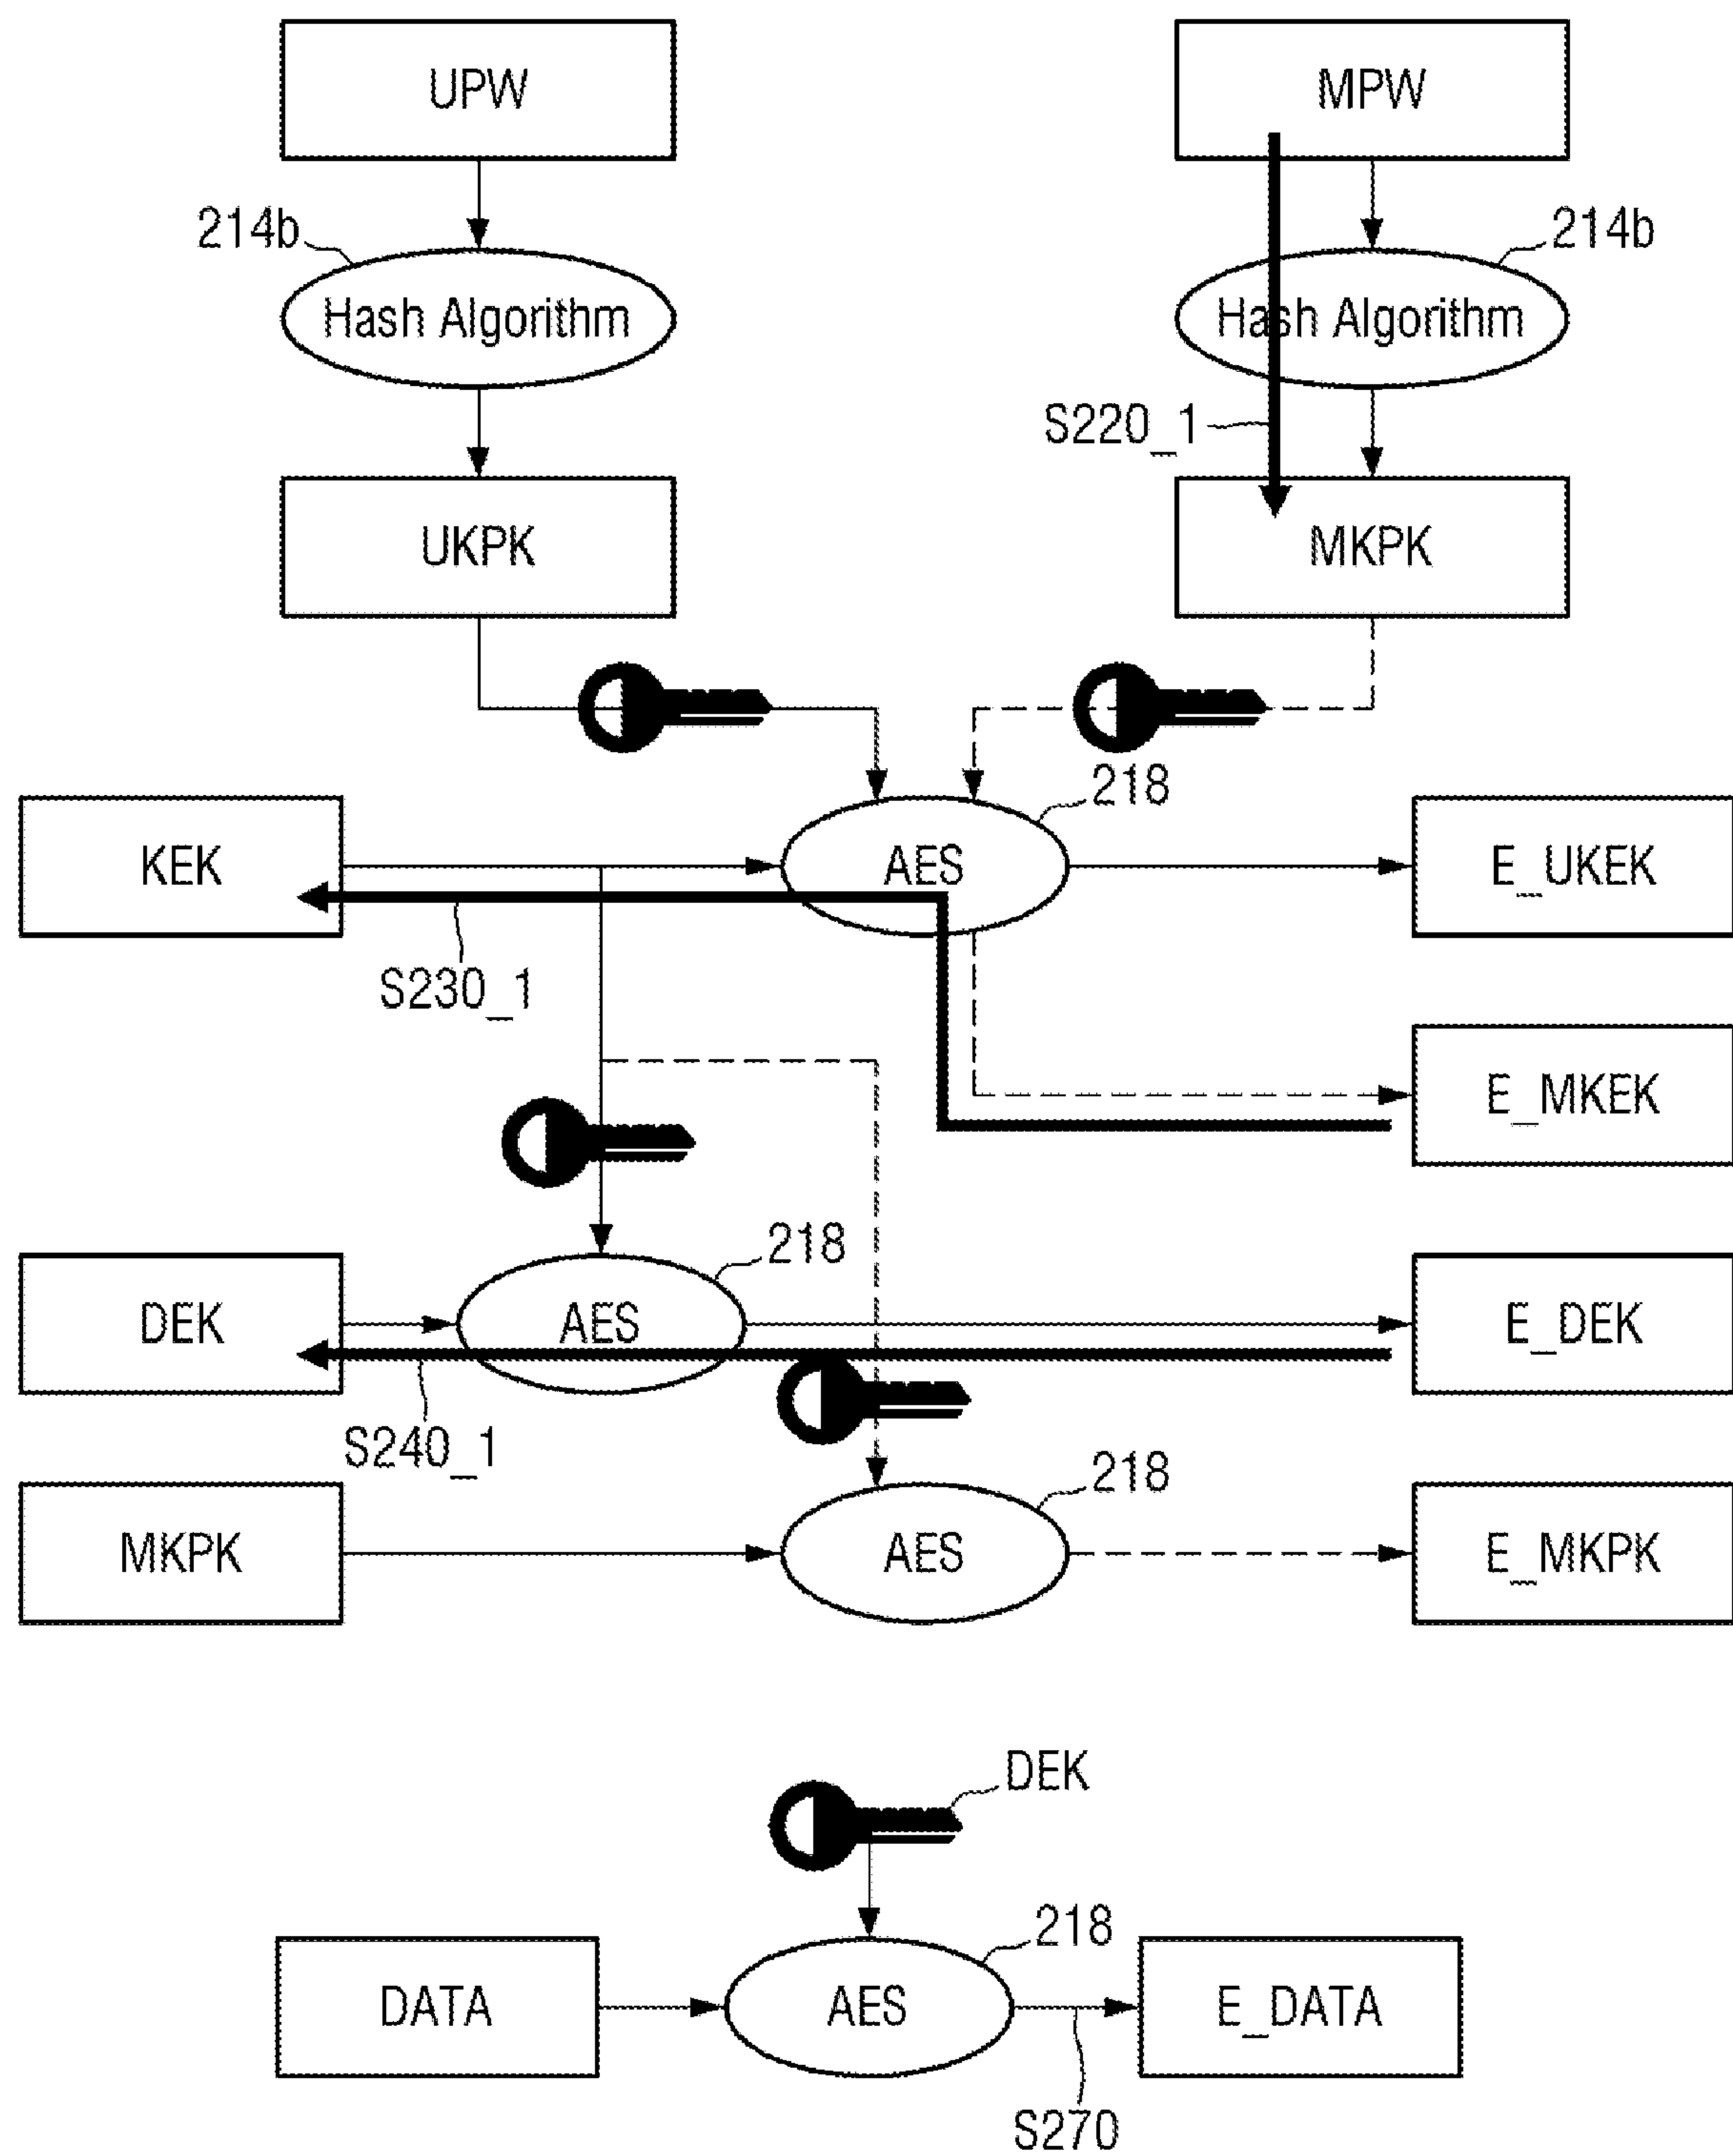 UPW
MPW
214b
214b
Hash Algorithm
Hash Algorithm
S220_1
UKPK
MKPK
218
KEK
AES
E_UKEK
S230_1
E_MKEK
218
DEK
AES
E_DEK
S240_1
218
MKPK
AES
E_MKPK
DEK
218
DATA
AES
E_DATA
S270